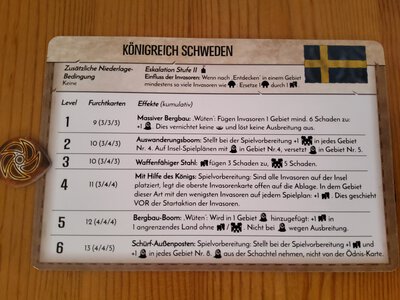 KÖNIGREICH SCHWEDEN
Zusätzliche Niederlage-
Bedingung
Keine
Eskalation Stufe II
Einfluss der Invasoren: Wenn nach 'Entdecken' in einem Gebiet
mindestens so viele Invasoren wie : Ersetze 1 durch 1
Level Furchtkarten Effekte (kumulativ)
1 9 (3/3/3) Massiver Bergbau: 'Wüten': Fügen Invasoren 1 Gebiet mind. 6 Schaden zu:
+1 . Dies vernichtet keine und löst keine Ausbreitung aus.
2 10 (3/4/3) Auswanderungsboom: Stellt bei der Spielvorbereitung +1 in jedes
Gebiet Nr. 4. Auf Insel-Spielplänen mit in Gebiet Nr.4, versetzt in Gebiet Nr. 5.
3 10 (3/4/3) Waffenfähiger Stahl: fügen 3 Schaden zu, 5 Schaden.
4 11 (3/4/4) Mit Hilfe des Königs: Spielvorbereitung: Sind alle Invasoren auf der Insel
platziert, legt die oberste Invasorenkarte offen auf die Ablage. In dem Gebiet
dieser Art mit den wenigsten Invasoren auf jedem Spielplan: +1 . Dies geschieht
VOR der Startaktion der Invasoren.
5 12 (4/4/4) Bergbau-Boom: 'Wüten': Wird in 1 Gebiet hinzugefügt: +1 in
1 angrenzendes Land ohne / . Nicht bei wegen Ausbreitung.
6 13 (4/4/5) Schürf-Außenposten: Spielvorbereitung: Stellt bei der Spielvorbereitung +1 und
+1 in jedes Gebiet Nr. 8. aus der Schachtel nehmen, nicht von der Ödnis-Karte.